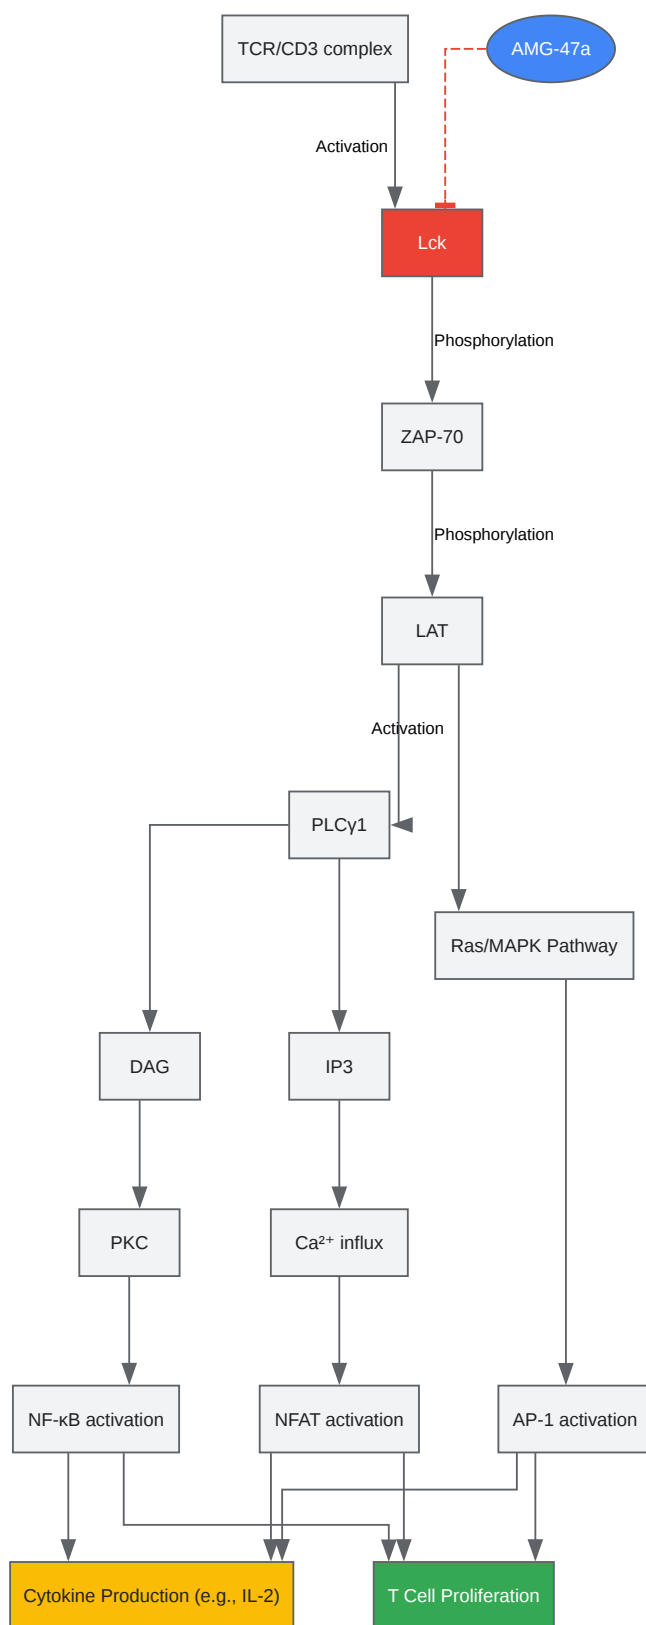 TCR/CD3 complex
AMG-47a
Activation
Lck
Phosphorylation
ZAP-70
Phosphorylation
LAT
Activation
PLCγ1
Ras/MAPK Pathway
DAG
IP3
PKC
Ca²⁺ influx
NF-κB activation
NFAT activation
AP-1 activation
Cytokine Production (e.g., IL-2)
T Cell Proliferation